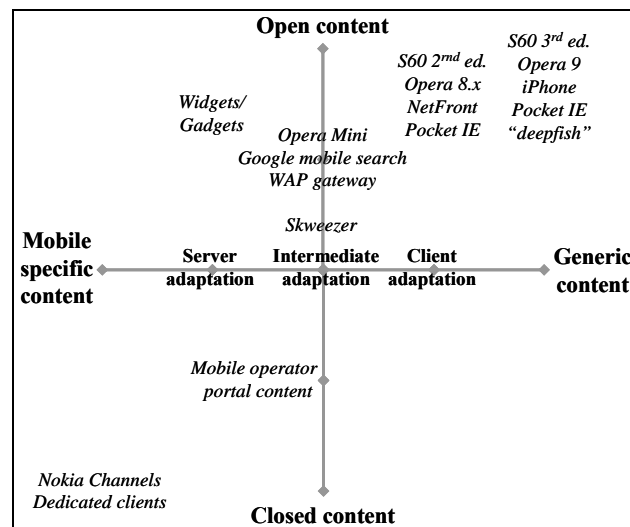 Open content
S60 2rnd ed.
Opera 8.x
NetFront
Pocket IE
S60 3rd ed.
Opera 9
iPhone
Pocket IE
“deepfish”
Widgets/
Gadgets
Opera Mini
Google mobile search
WAP gateway
Skweezer
Mobile
specific
content
Server
adaptation
Intermediate
adaptation
Client
adaptation
Generic
content
Mobile operator
portal content
Nokia Channels
Dedicated clients
Closed content